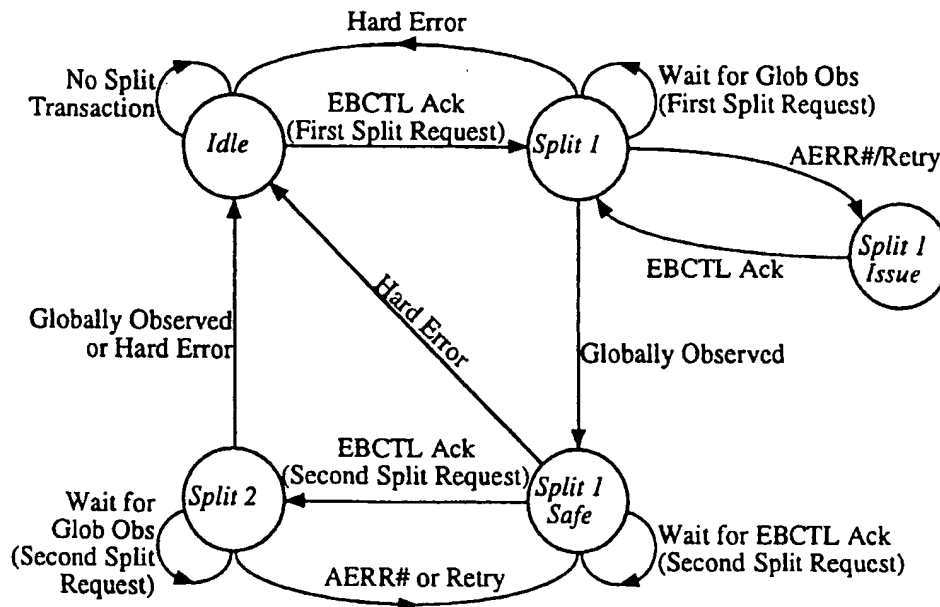 Hard Error
No Split
Transaction
Wait for Glob Obs
(First Split Request)
EBCTL Ack
(First Split Request)
Idle
Split 1
AERR#/Retry
Split 1
Issue
EBCTL Ack
Hard Error
Globally Observed
or Hard Error
Globally Observed
EBCTL Ack
(Second Split Request)
Split 2
Split 1
Safe
Wait for
Glob Obs
(Second Split
Request)
Wait for EBCTL Ack
(Second Split Request)
AERR# or Retry